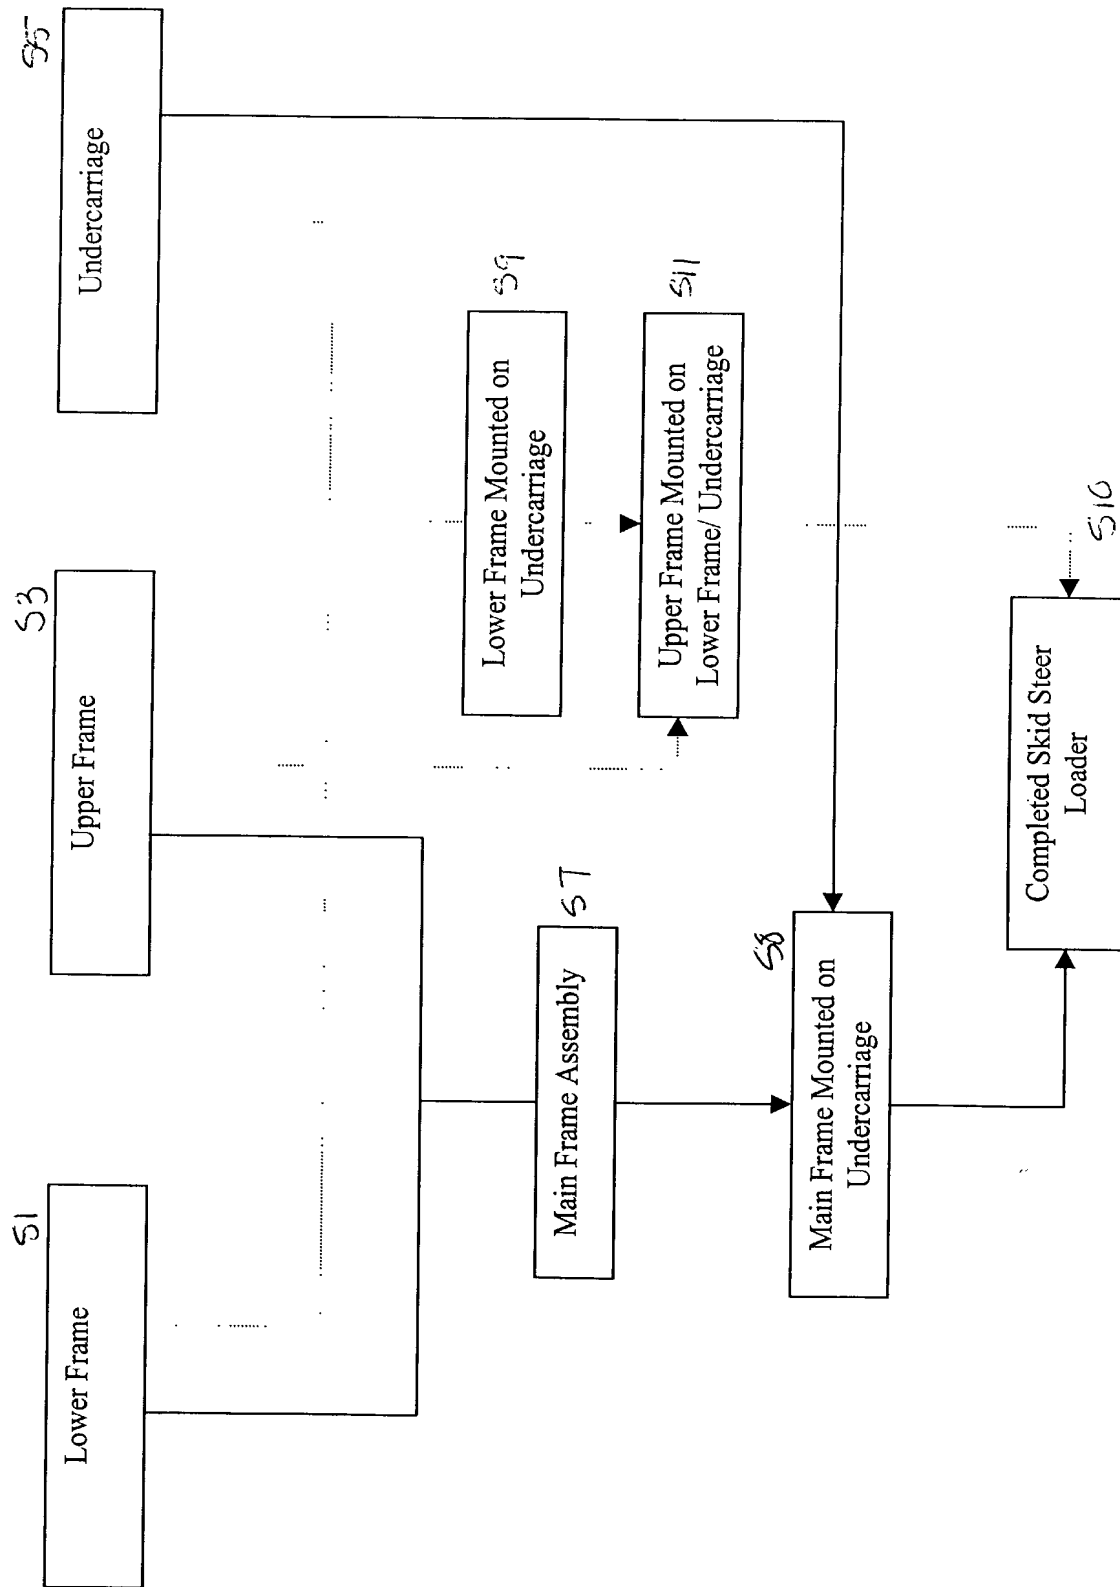 S1
Lower Frame
S3
Upper Frame
S5
Undercarriage
Lower Frame Mounted on
Undercarriage
S9
Main Frame Assembly
S7
Upper Frame Mounted on
Lower Frame/ Undercarriage
S11
Main Frame Mounted on
Undercarriage
S8
Completed Skid Steer
Loader
S10